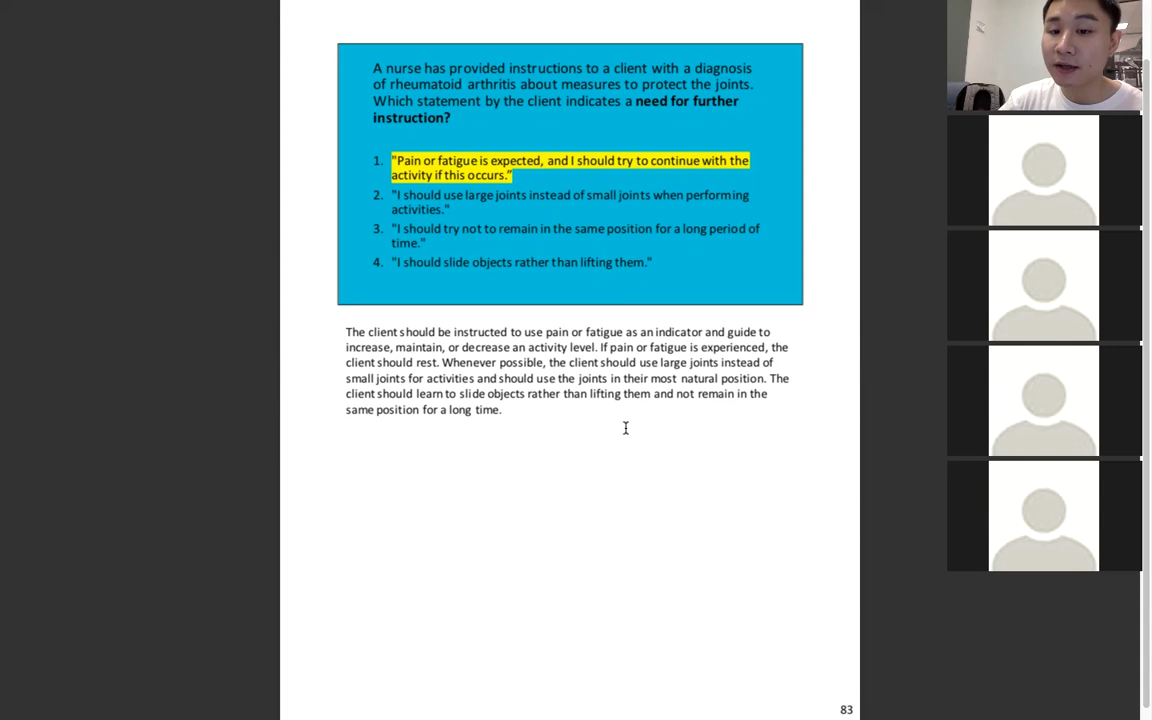 A nurse has provided instructions to a client with a diagnosis
of rheumatoid arthritis about measures to protect the joints.
Which statement by the client indicates a need for further
instruction?
1. "Pain or fatigue is expected, and I should try to continue with the
activity if this occurs."
2. "I should use large joints instead of small joints when performing
activities."
3. "I should try not to remain in the same position for a long period of
time."
4. "I should slide objects rather than lifting them."
The client should be instructed to use pain or fatigue as an indicator and guide to
increase, maintain, or decrease an activity level. If pain or fatigue is experienced, the
client should rest. Whenever possible, the client should use large joints instead of
small joints for activities and should use the joints in their most natural position. The
client should learn to slide objects rather than lifting them and not remain in the
same position for a long time.
83